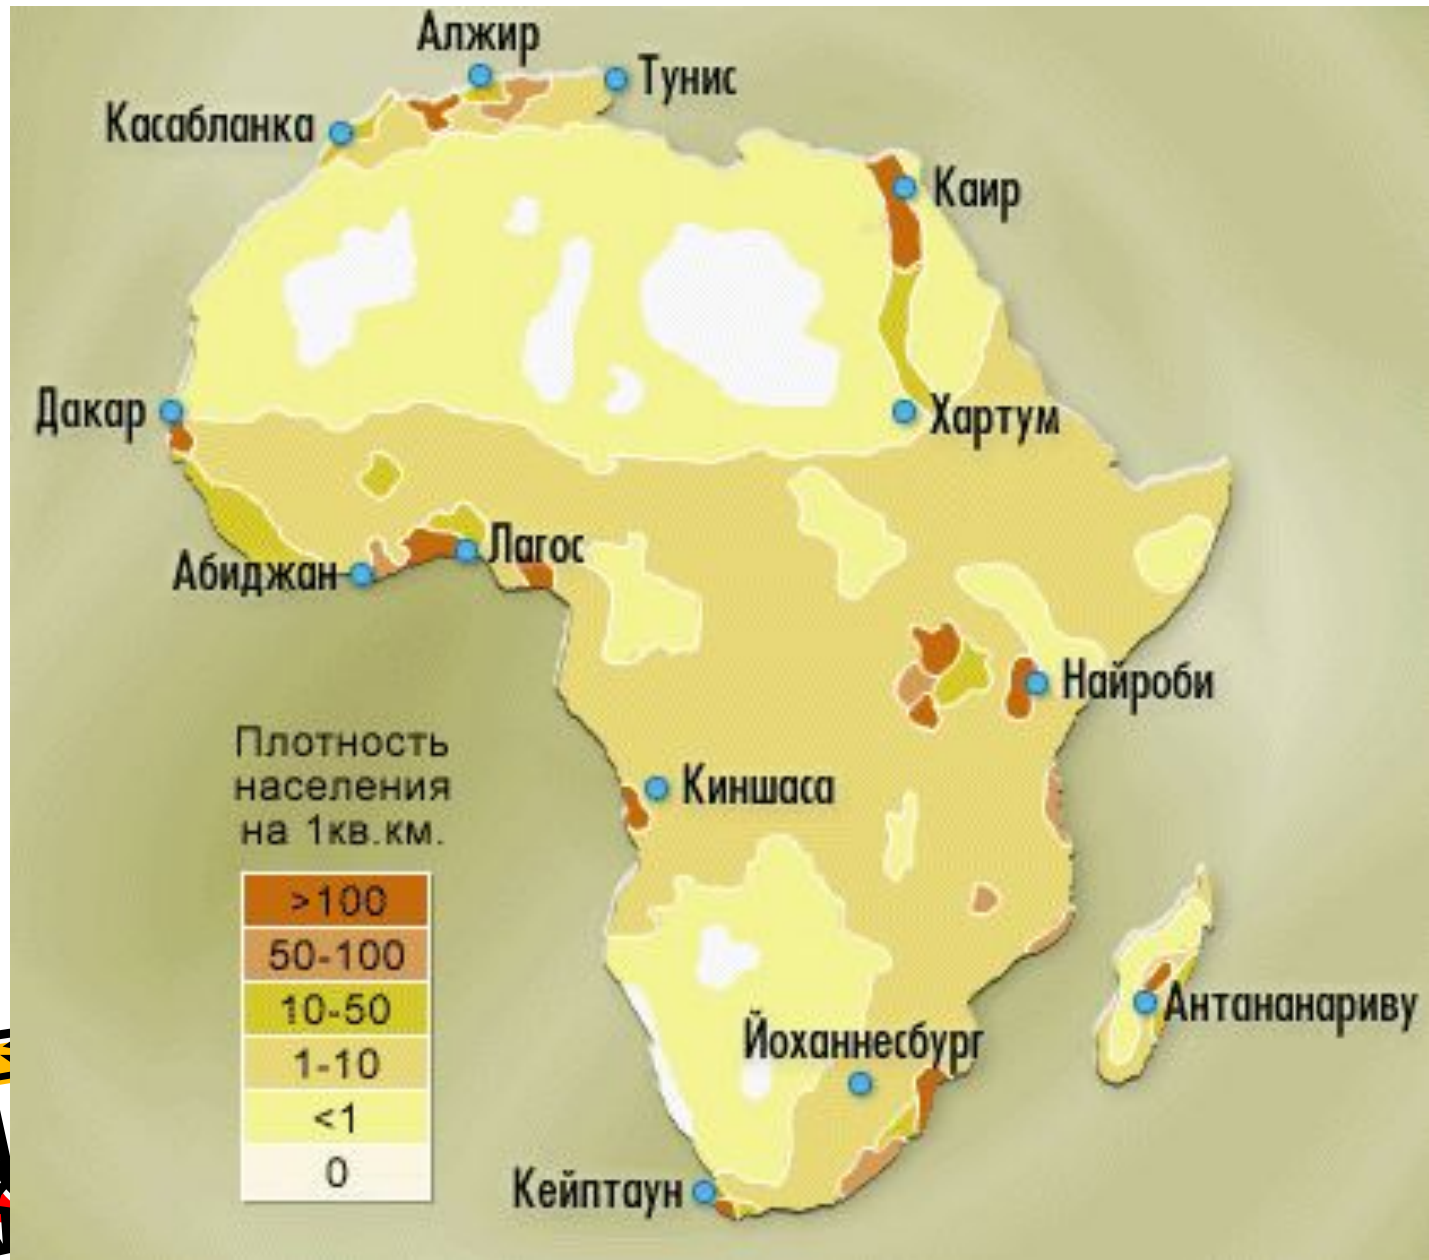 Алжир
Тунис
Касабланка
Каир
Дакар
Хартум
Лагос
Абиджан
Найроби
Киншаса
Антананариву
Йоханнесбург
Кейптаун
Плотность
населения
на 1кв.км.
>100
50-100
10-50
1-10
<1
0